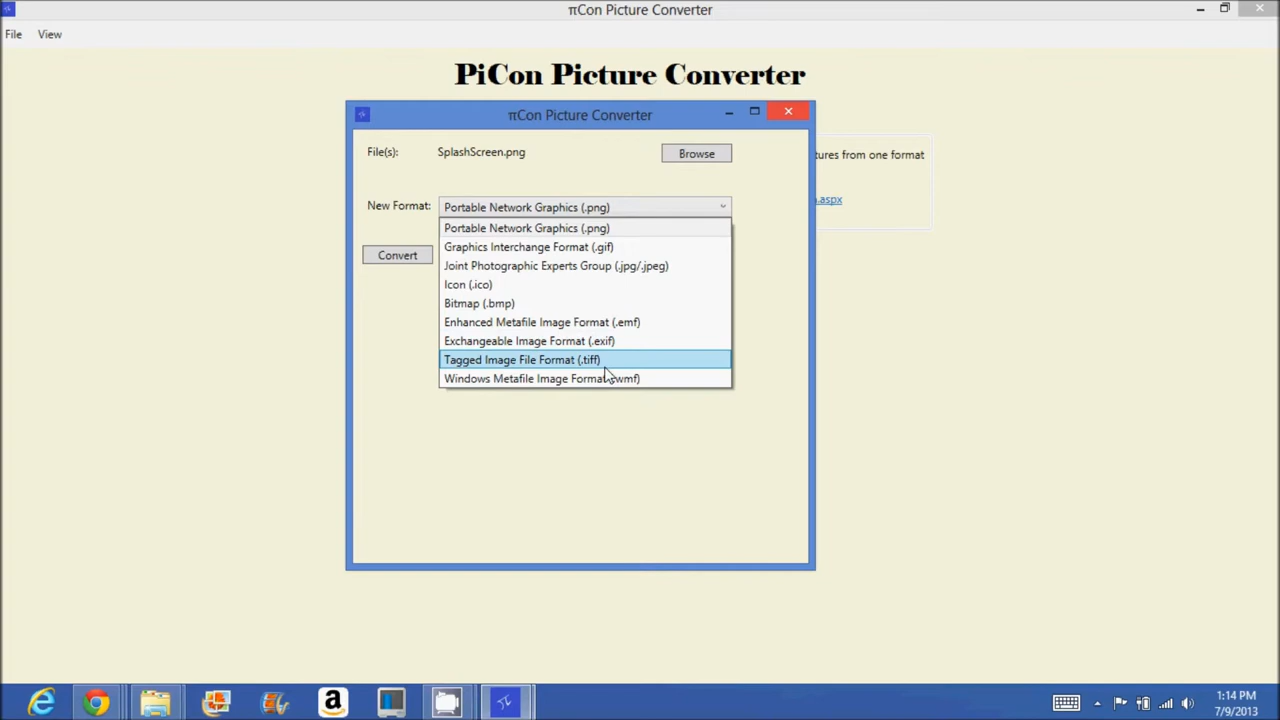 πCon Picture Converter
File View
PiCon Picture Converter
πCon Picture Converter
File(s): SplashScreen.png Browse
tures from one format
.aspx
New Format: Portable Network Graphics (.png)
Portable Network Graphics (.png)
Graphics Interchange Format (.gif)
Convert
Joint Photographic Experts Group (.jpg/.jpeg)
Icon (.ico)
Bitmap (.bmp)
Enhanced Metafile Image Format (.emf)
Exchangeable Image Format (.exif)
Tagged Image File Format (.tiff)
Windows Metafile Image Format wmf)
1:14 PM
7/9/2013